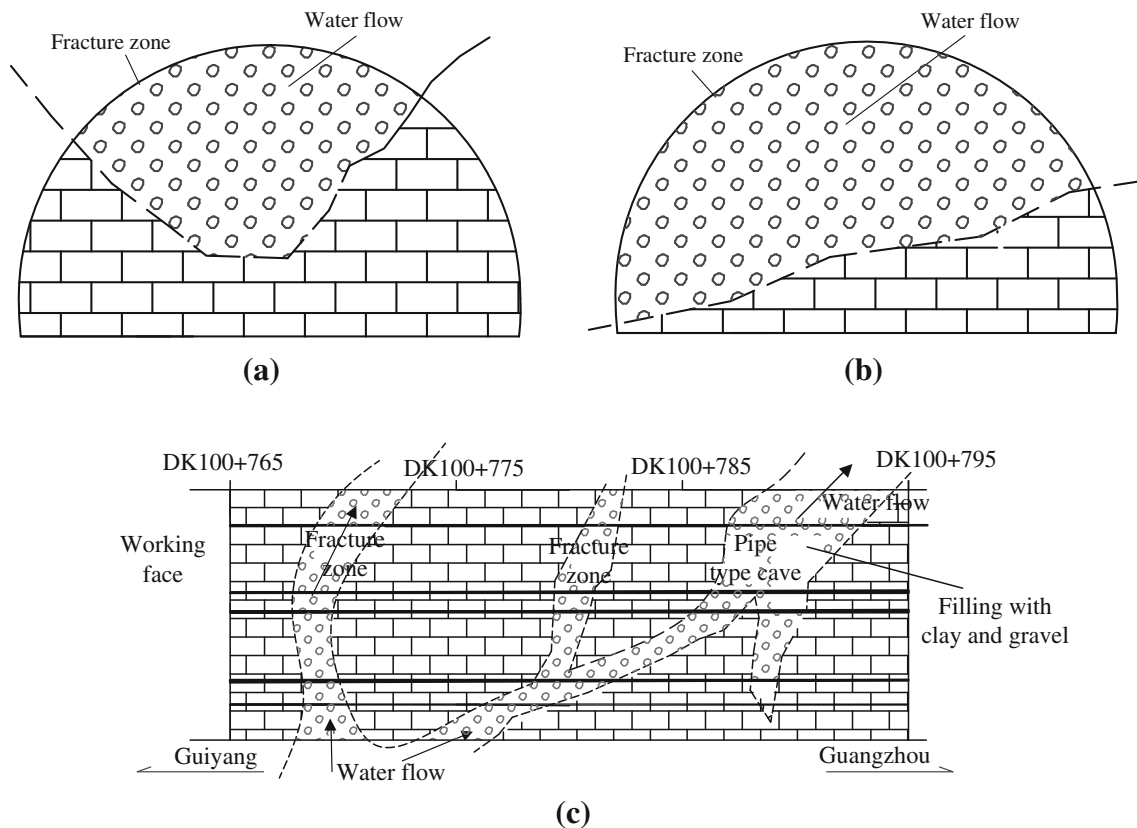 Water flow
Fracture zone
(a)
Water flow
Fracture zone
(b)
DK100+765
DK100+775
DK100+785
DK100+795
Working
face
Fracture
zone
Fracture
zone
Pipe
type cave
Water flow
Filling with
clay and gravel
Guiyang
Water flow
Guangzhou
(c)